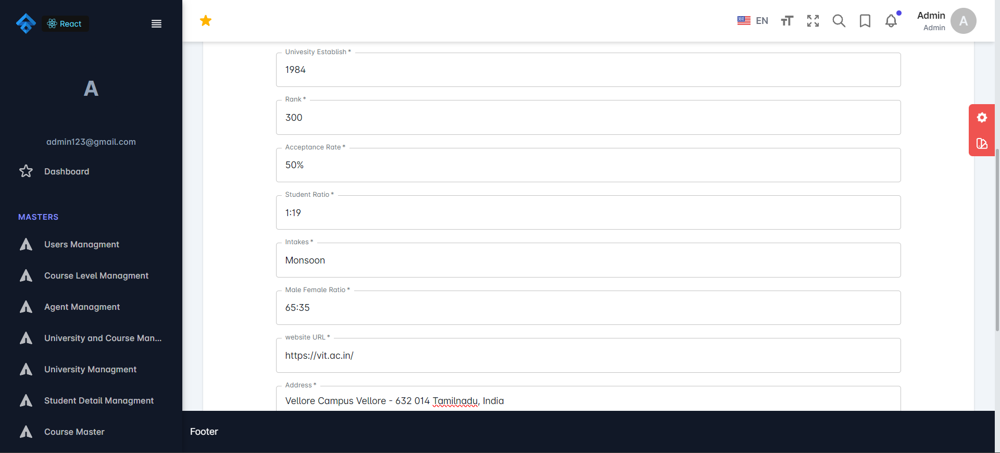 React
A
admin123@gmail.com
Dashboard
MASTERS
Users Managment
Course Level Managment
Agent Managment
University and Course Man...
University Managment
Student Detail Managment
Course Master
EN
Admin
Admin
A
Univesity Establish *
1984
Rank *
300
Acceptance Rate *
50%
Student Ratio *
1:19
Intakes *
Monsoon
Male Female Ratio *
65:35
website URL *
https://vit.ac.in/
Address *
Vellore Campus Vellore - 632 014 Tamilnadu, India
Footer